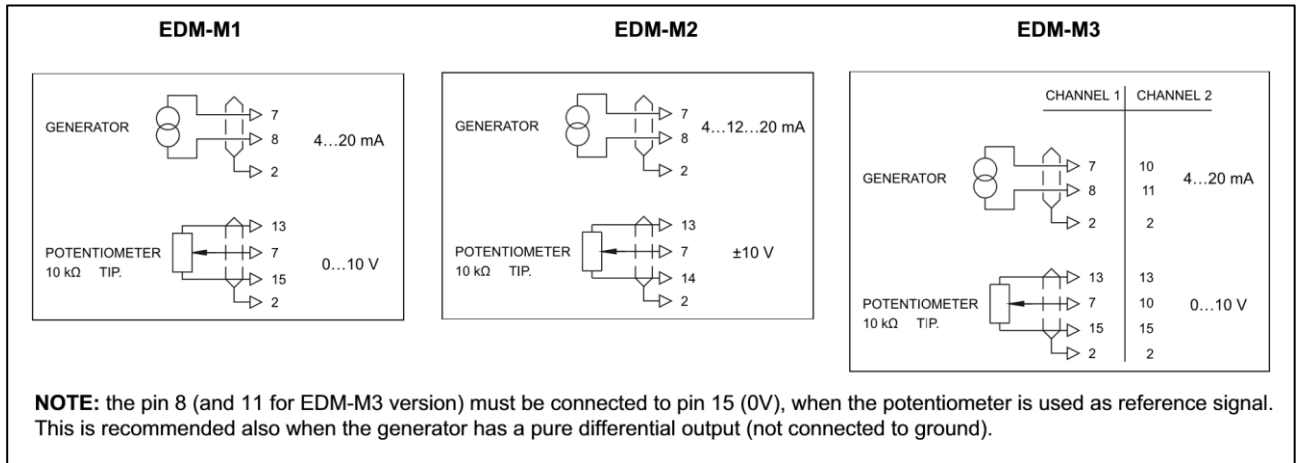 EDM-M1
GENERATOR
7
8
4...20 mA
2
POTENTIOMETER
10 kΩ TIP.
13
7
15
0...10 V
2
EDM-M2
GENERATOR
7
8
4...12...20 mA
2
POTENTIOMETER
10 kΩ TIP.
13
7
14
±10 V
2
EDM-M3
CHANNEL 1 CHANNEL 2
GENERATOR
7 10
8 11
4...20 mA
2 2
POTENTIOMETER
10 kΩ TIP.
13 13
7 10
0...10 V
15 15
2 2
NOTE: the pin 8 (and 11 for EDM-M3 version) must be connected to pin 15 (0V), when the potentiometer is used as reference signal.
This is recommended also when the generator has a pure differential output (not connected to ground).